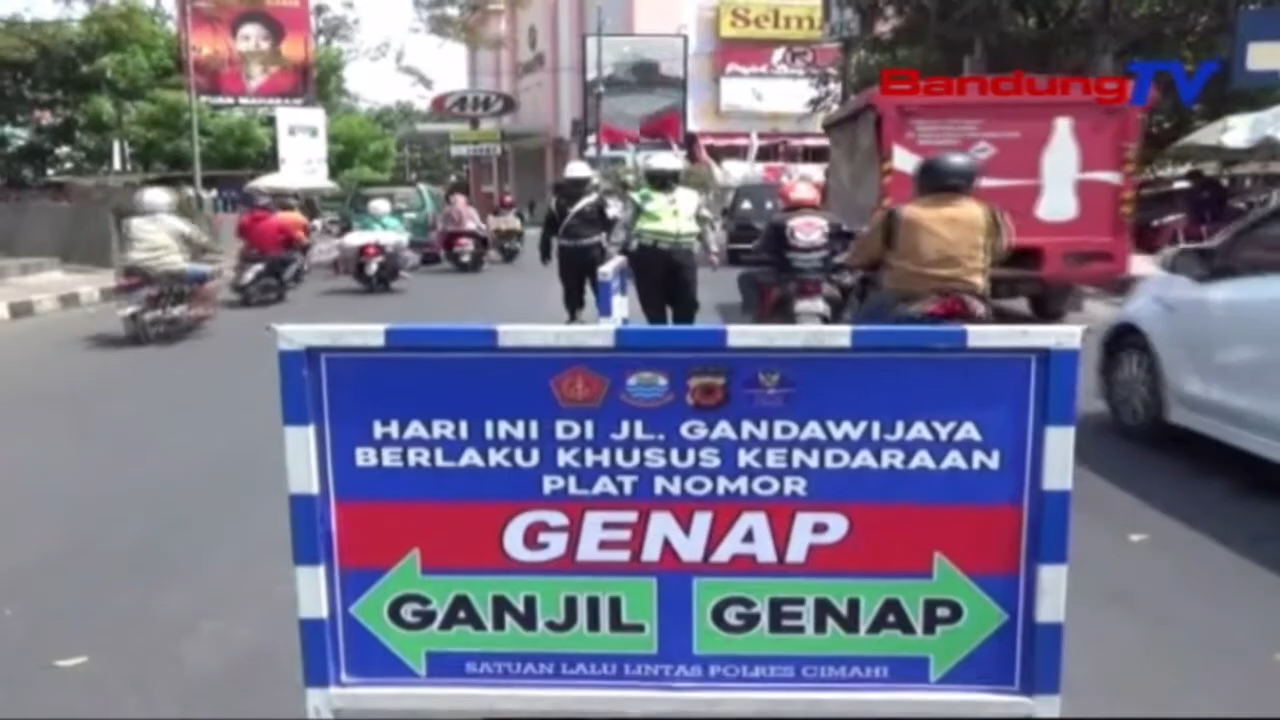 Selma
A&W
BandungTV
HARI INI DI JL. GANDAWIJAYA
BERLAKU KHUSUS KENDARAAN
PLAT NOMOR
GENAP
GANJIL
GENAP
SATUAN LALU LINTAS POLRES CIMAHI